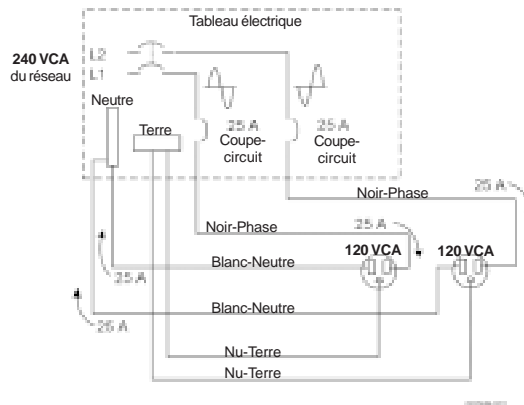 Tableau électrique
240 VCA
du réseau
L2
L1
Neutre
Terre
25 A
Coupe-
circuit
25 A
Coupe-
circuit
Noir-Phase
25 A
Noir-Phase
25 A
120 VCA
120 VCA
Blanc-Neutre
25 A
Blanc-Neutre
25 A
Nu-Terre
Nu-Terre